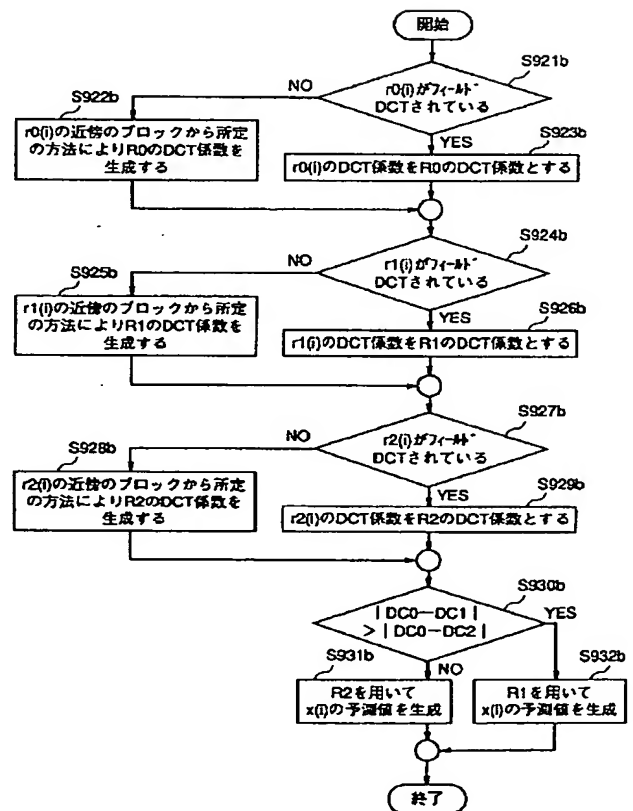 開始
S921b
r0(i)がフィールド
DCTされている
NO
YES
S922b
r0(i)の近傍のブロックから所定
の方法によりR0のDCT係数を
生成する
S923b
r0(i)のDCT係数をR0のDCT係数とする
S924b
r1(i)がフィールド
DCTされている
NO
YES
S925b
r1(i)の近傍のブロックから所定
の方法によりR1のDCT係数を
生成する
S926b
r1(i)のDCT係数をR1のDCT係数とする
S927b
r2(i)がフィールド
DCTされている
NO
YES
S928b
r2(i)の近傍のブロックから所定
の方法によりR2のDCT係数を
生成する
S929b
r2(i)のDCT係数をR2のDCT係数とする
S930b
|DC0−DC1|
>|DC0−DC2|
YES
NO
S931b
R2を用いて
x(i)の予測値を生成
S932b
R1を用いて
x(i)の予測値を生成
終了